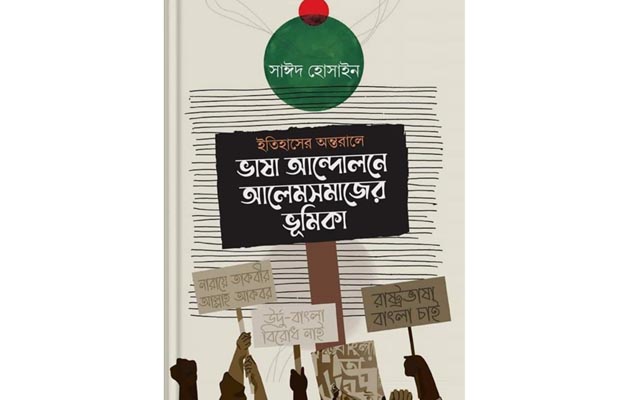 সাঈদ হোসাইন
ইতিহাসের অন্তরালে
ভাষা আন্দোলনে
আলেমসমাজের
ভূমিকা
নারায়ে তাকবীর
আল্লাহু আকবর
উর্দু-বাংলা
বিরোধ নাই
রাষ্ট্রভাষা
বাংলা চাই